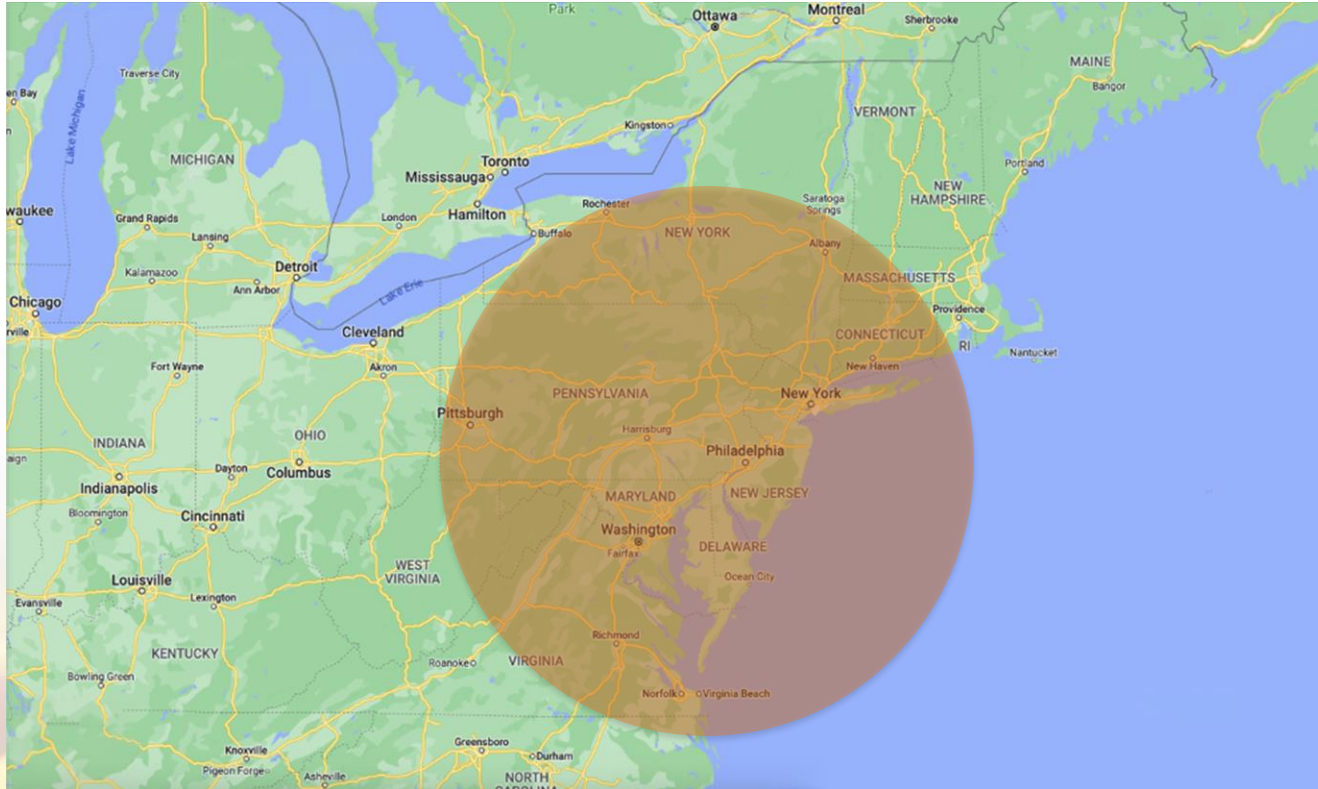 Park
Ottawa
Montreal
Sherbrooke
MAINE
Bangor
Traverse City
en Bay
Lake Michigan
VERMONT
Kingston
MICHIGAN
Toronto
Mississauga
Portland
NEW
HAMPSHIRE
Hamilton
Rochester
Saratoga
Springs
waukee
Grand Rapids
London
Lansing
Buffalo
NEW YORK
Albany
Detroit
Kalamazoo
Ann Arbor
MASSACHUSETTS
Lake Erie
Chicago
rville
Providence
Cleveland
CONNECTICUT
RI
Nantucket
Fort Wayne
Akron
New Haven
PENNSYLVANIA
New York
Pittsburgh
Harrisburg
INDIANA
OHIO
Philadelphia
aign
Dayton
Columbus
Indianapolis
MARYLAND
NEW JERSEY
Bloomington
Cincinnati
Washington
Fairfax
DELAWARE
WEST
VIRGINIA
Ocean City
Louisville
Evansville
Lexington
Richmond
KENTUCKY
Roanoke
VIRGINIA
Bowling Green
Norfolk
Virginia Beach
Knoxville
Pigeon Forge
Greensboro
Durham
Asheville
NORTH
CAROLINA